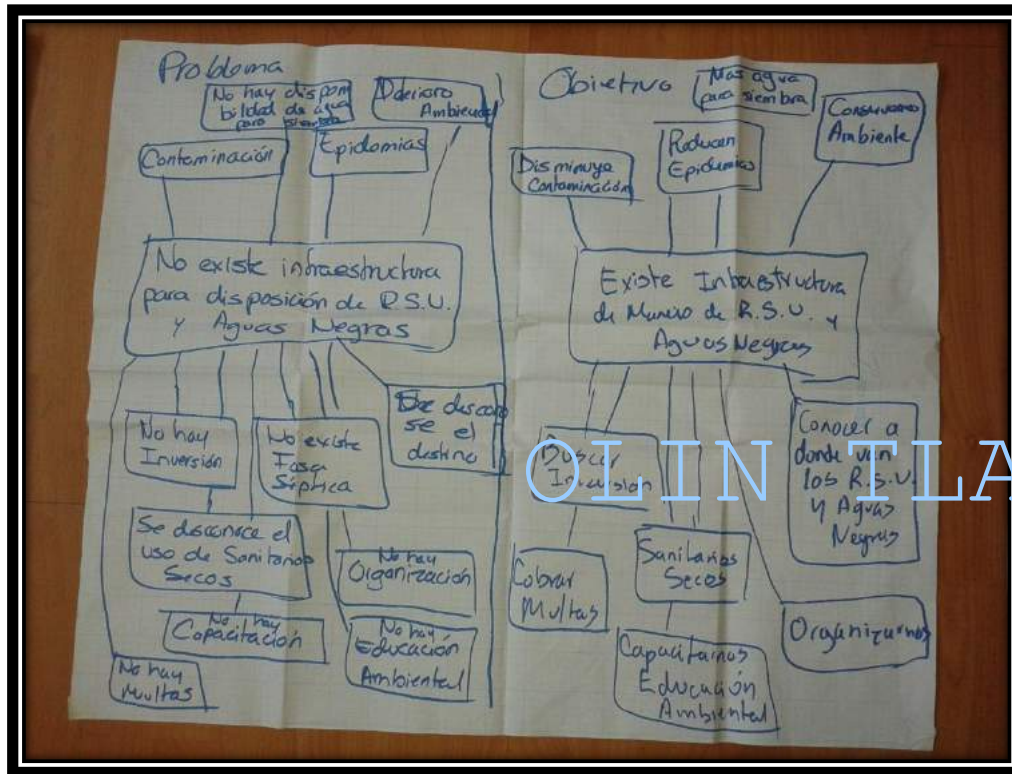 Problema
No hay disponi
bilidad de agua
para siembra
Deterioro
Ambiental
Contaminación
Epidemias
No existe infraestructura
para disposición de R.S.U.
y Aguas Negras
No hay
Inversión
No existe
Fosa
Séptica
se el
destino
Se desconoce el
uso de Sanitarios
Secos
No hay
Organización
No hay
Capacitación
No hay
Educación
Ambiental
No hay
Multas
Objetivo
Mas agua
para siembra
Ambiente
Reducen
Epidemias
Disminuye
Contaminación
Existe Infraestructura
de Manejo de R.S.U. y
Aguas Negras
Buscar
Inversión
Conocer a
donde van
los R.S.U.
y Aguas
Negras
Sanitarios
Secos
Cobrar
Multas
Organizarnos
Capacitarnos
Educación
Ambiental
OLIN TLA